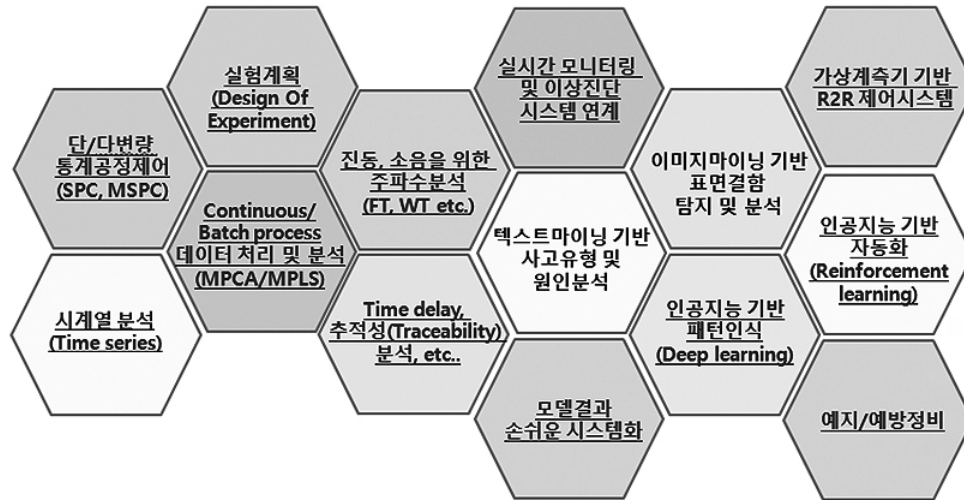 실험계획
(Design Of
Experiment)
실시간 모니터링
및 이상진단
시스템 연계
가상계측기 기반
R2R 제어시스템
단/다변량
통계공정제어
(SPC, MSPC)
진동, 소음을 위한
주파수분석
(FT, WT etc.)
이미지마이닝 기반
표면결함
탐지 및 분석
Continuous/
Batch process
데이터 처리 및 분석
(MPCA/MPLS)
텍스트마이닝 기반
사고유형 및
원인분석
인공지능 기반
자동화
(Reinforcement
learning)
시계열 분석
(Time series)
Time delay,
추적성(Traceability)
분석, etc..
인공지능 기반
패턴인식
(Deep learning)
모델결과
손쉬운 시스템화
예지/예방정비